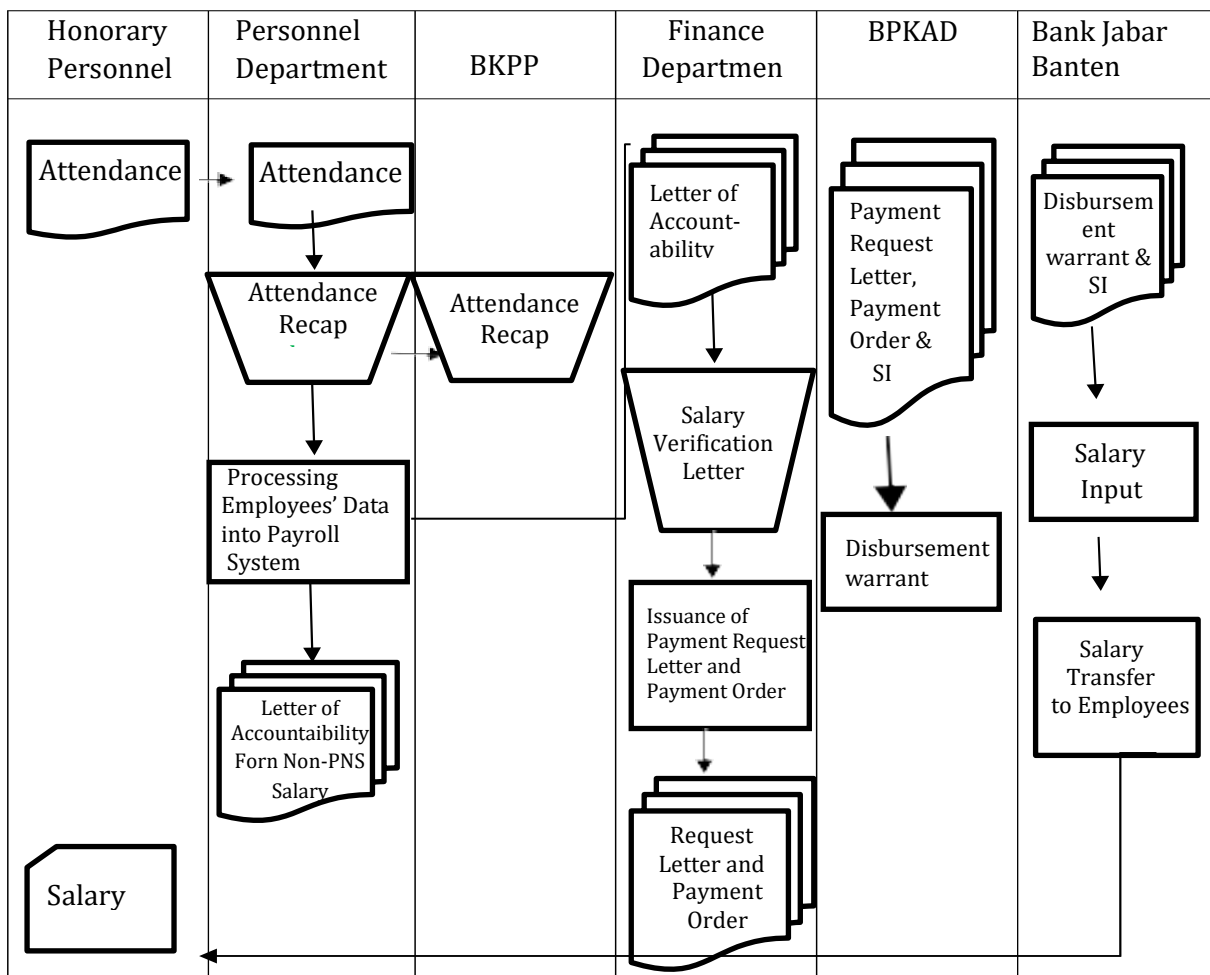 Honorary
Personnel
Personnel
Department
BKPP
Finance
Departmen
BPKAD
Bank Jabar
Banten
Attendance
Attendance
Attendance
Recap
Processing
Employees’ Data
into Payroll
System
Letter of
Accountaibility
Forn Non-PNS
Salary
Attendance
Recap
Letter of
Account-
ability
Salary
Verification
Letter
Issuance of
Payment Request
Letter and
Payment Order
Request
Letter and
Payment
Order
Payment
Request
Letter,
Payment
Order &
SI
Disbursement
warrant
Disbursem
ent
warrant &
SI
Salary
Input
Salary
Transfer
to Employees
Salary